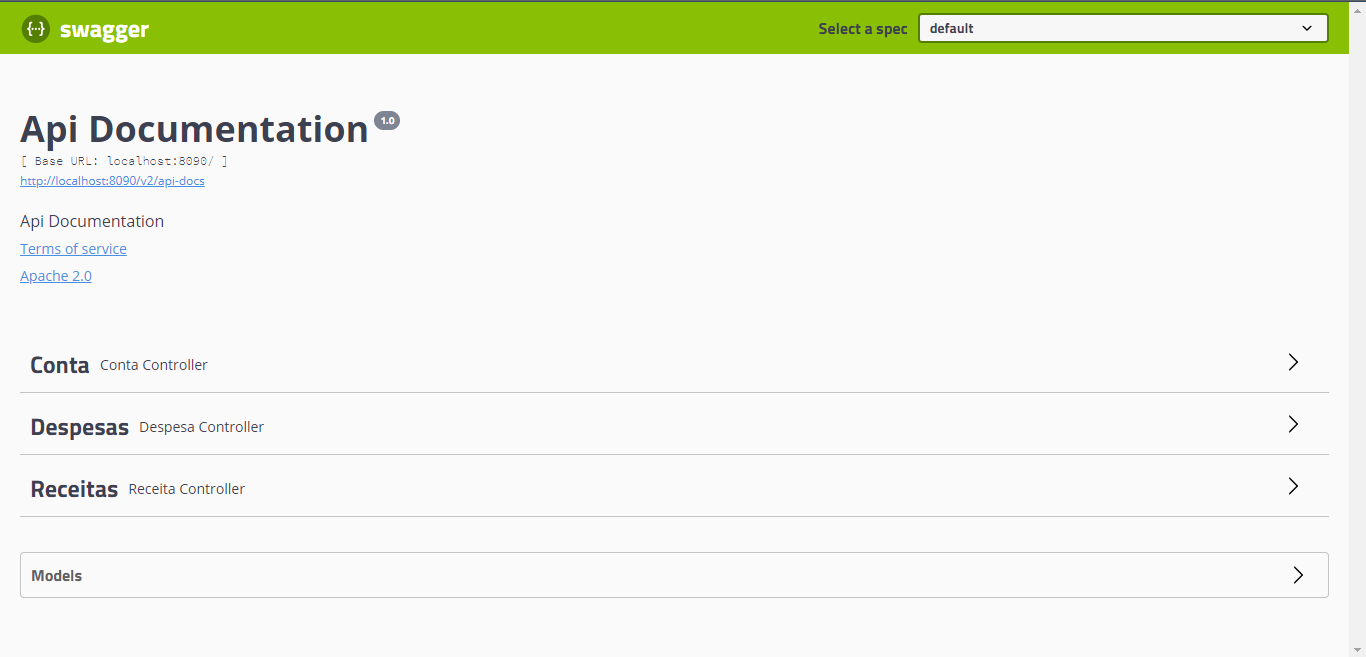 {···} swagger Select a spec default
Api Documentation 1.0
[ Base URL: localhost:8090/ ]
http://localhost:8090/v2/api-docs
Api Documentation
Terms of service
Apache 2.0
Conta Conta Controller
Despesas Despesa Controller
Receitas Receita Controller
Models